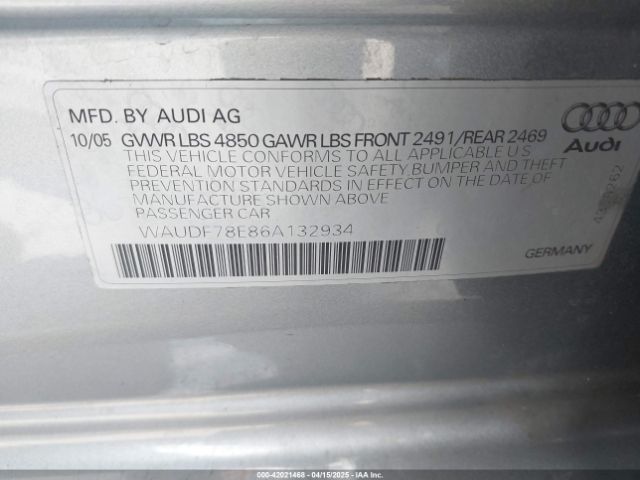 MFD. BY AUDI AG
10/05 GVWR LBS 4850 GAWR LBS FRONT 2491/REAR 2469
THIS VEHICLE CONFORMS TO ALL APPLICABLE U S
FEDERAL MOTOR VEHICLE SAFETY BUMPER AND THEFT
PREVENTION STANDARDS IN EFFECT ON THE DATE OF
MANUFACTURE SHOWN ABOVE
PASSENGER CAR
WAUDF78E86A132934
Audi
GERMANY
000-42021468 - 04/15/2025 - IAA Inc.